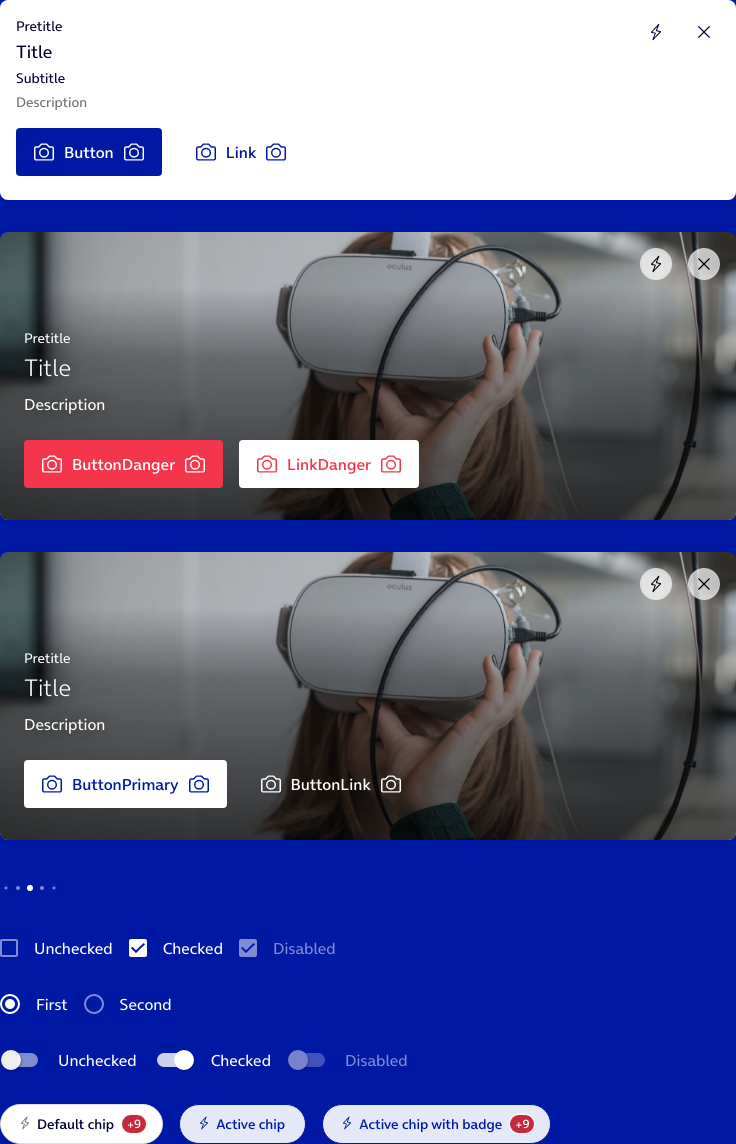 Pretitle
Title
Subtitle
Description
Button
Link
oculus
Pretitle
Title
Description
ButtonDanger
LinkDanger
oculus
Pretitle
Title
Description
ButtonPrimary
ButtonLink
Unchecked
Checked
Disabled
First
Second
Unchecked
Checked
Disabled
Default chip +9
Active chip
Active chip with badge +9